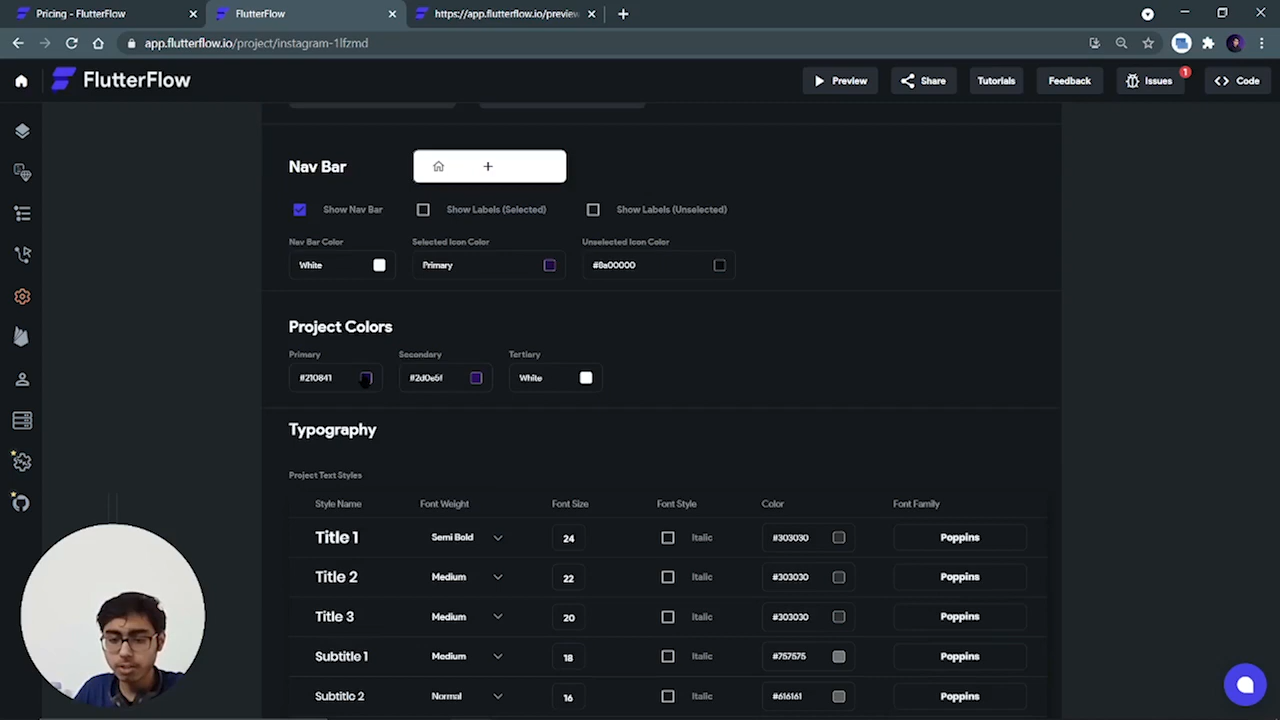 Pricing - FlutterFlow
FlutterFlow
https://app.flutterflow.io/preview
app.flutterflow.io/project/instagram-1lfzmd
FlutterFlow
Preview
Share
Tutorials
Feedback
Issues
1
Code
Nav Bar
Show Nav Bar
Show Labels (Selected)
Show Labels (Unselected)
Nav Bar Color
Selected Icon Color
Unselected Icon Color
White
Primary
#8a00000
Project Colors
Primary
Secondary
Tertiary
#210841
#2d0e5f
White
Typography
Project Text Styles
Style Name
Font Weight
Font Size
Font Style
Color
Font Family
Title 1
Semi Bold
24
Italic
#303030
Poppins
Title 2
Medium
22
Italic
#303030
Poppins
Title 3
Medium
20
Italic
#303030
Poppins
Subtitle 1
Medium
18
Italic
#757575
Poppins
Subtitle 2
Normal
16
Italic
#616161
Poppins